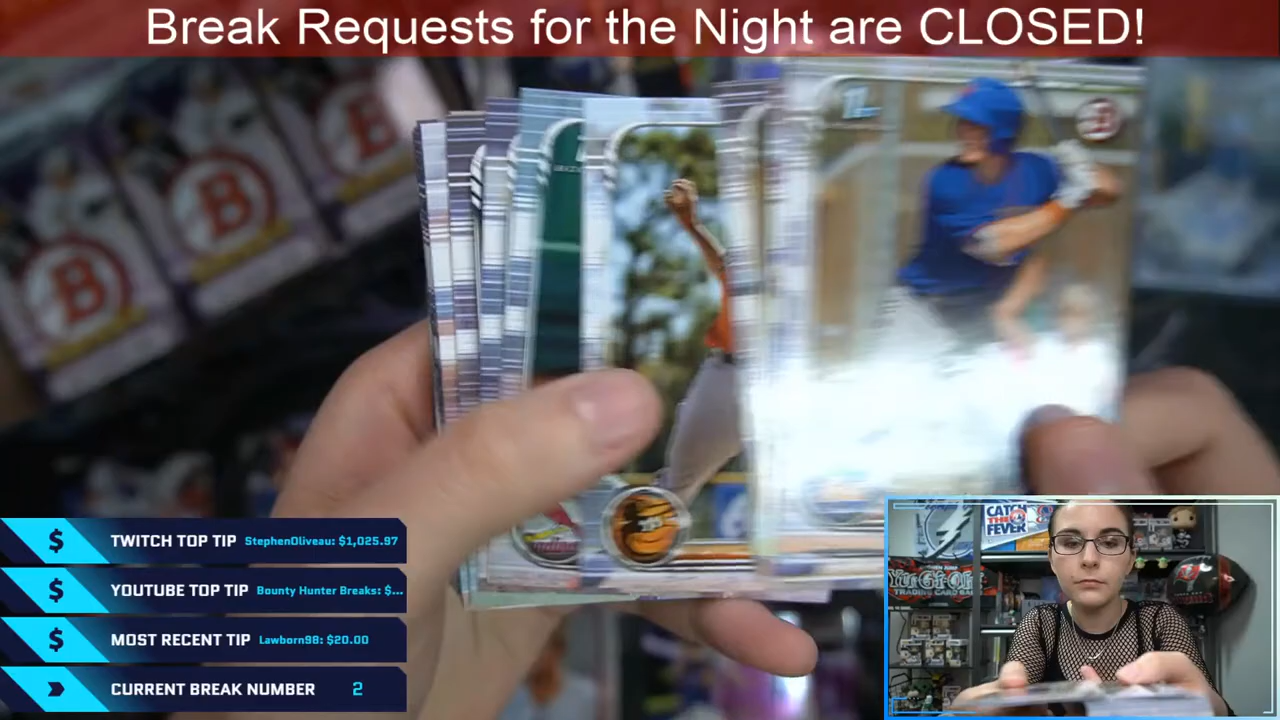 Break Requests for the Night are CLOSED!
B
B
B
TWITCH TOP TIP StephenOliveau: $1,025.97
YOUTUBE TOP TIP Bounty Hunter Breaks: $...
MOST RECENT TIP Lawborn98: $20.00
CURRENT BREAK NUMBER 2
CATCH
THE
FEVER
Yu-Gi-Oh!
TRADING CARD GAME